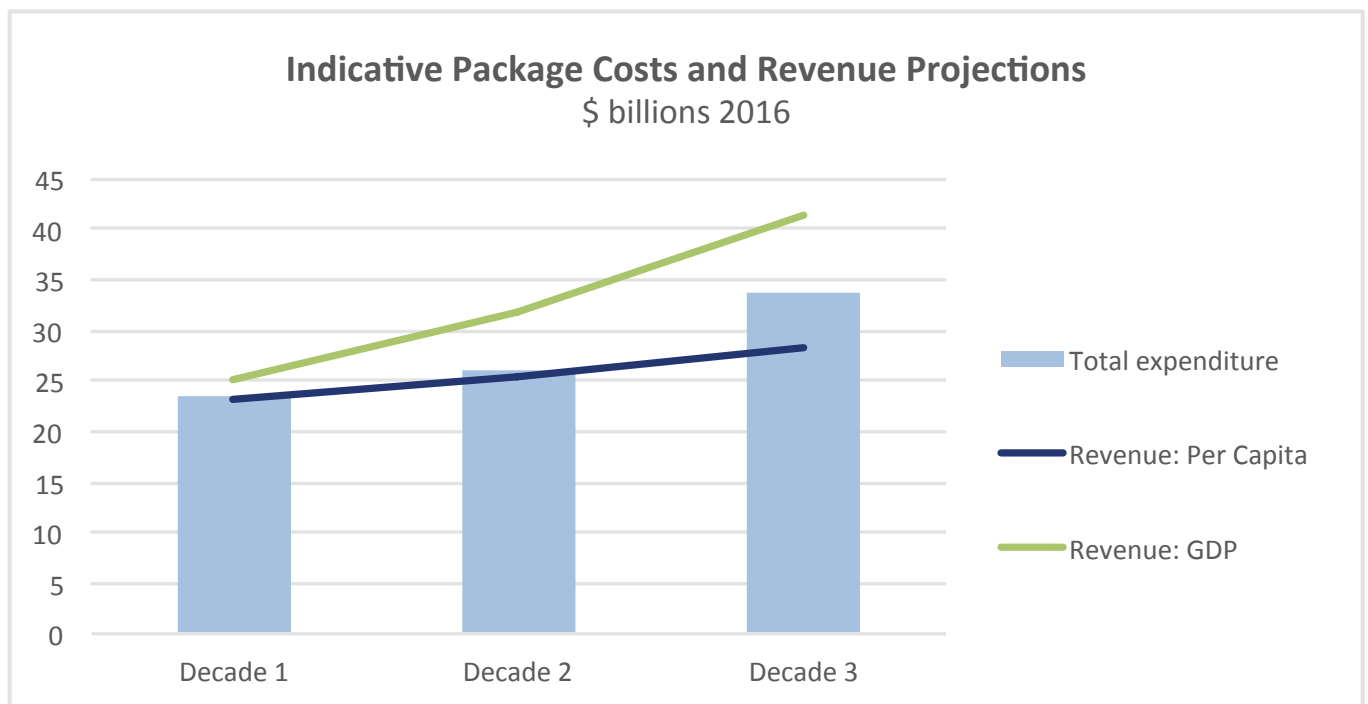 Indicative Package Costs and Revenue Projections
$ billions 2016
45
40
35
30
25
20
15
10
5
0
Decade 1
Decade 2
Decade 3
Total expenditure
Revenue: Per Capita
Revenue: GDP